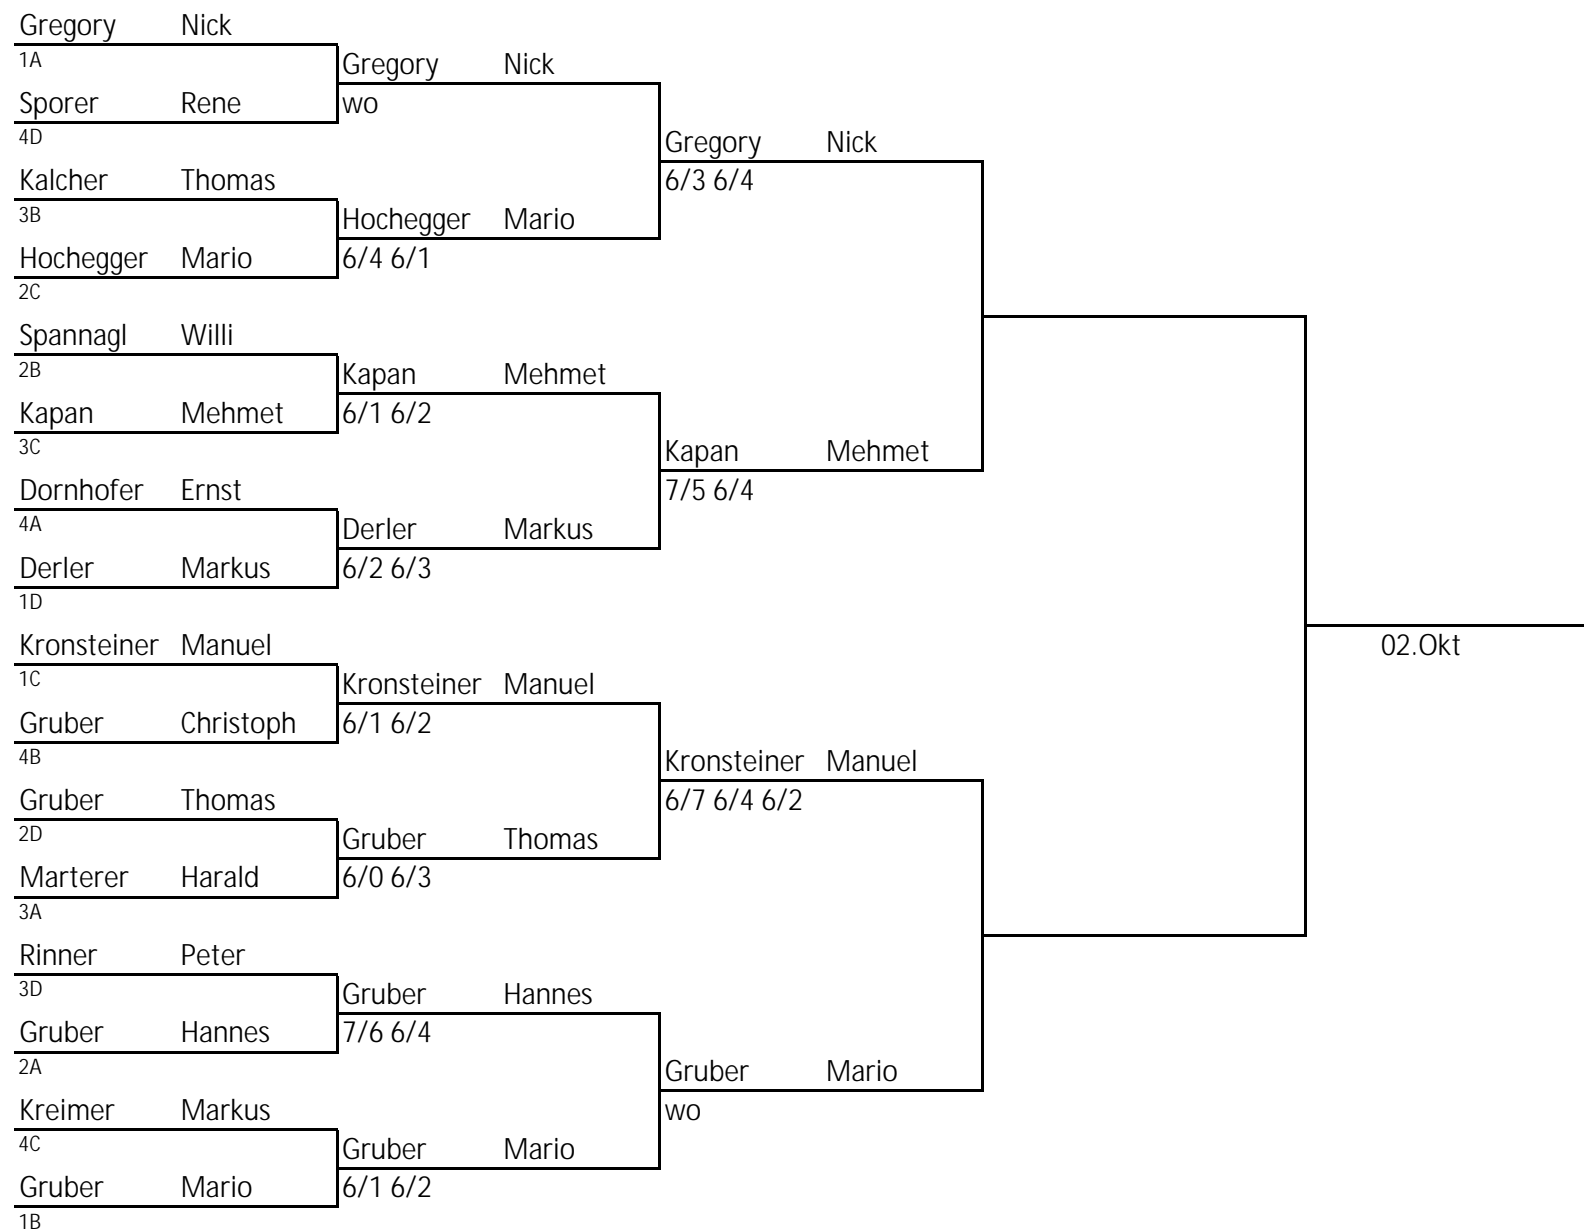 Gregory Nick
1A
Gregory Nick
Sporer Rene
wo
4D
Gregory Nick
Kalcher Thomas
6/3 6/4
3B
Hochegger Mario
Hochegger Mario
6/4 6/1
2C
Spannagl Willi
2B
Kapan Mehmet
Kapan Mehmet
6/1 6/2
3C
Kapan Mehmet
Dornhofer Ernst
7/5 6/4
4A
Derler Markus
Derler Markus
6/2 6/3
1D
Kronsteiner Manuel
02.Okt
1C
Kronsteiner Manuel
Gruber Christoph
6/1 6/2
4B
Kronsteiner Manuel
Gruber Thomas
6/7 6/4 6/2
2D
Gruber Thomas
Marterer Harald
6/0 6/3
3A
Rinner Peter
3D
Gruber Hannes
Gruber Hannes
7/6 6/4
2A
Gruber Mario
Kreimer Markus
wo
4C
Gruber Mario
Gruber Mario
6/1 6/2
1B